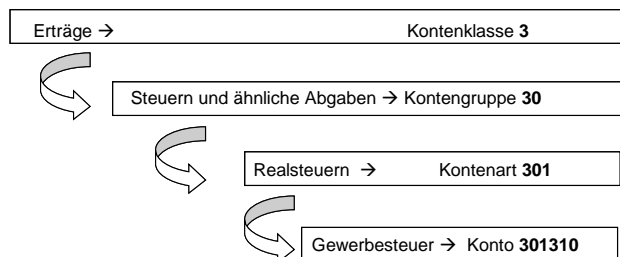 Erträge → Kontenklasse 3
Steuern und ähnliche Abgaben → Kontengruppe 30
Realsteuern → Kontenart 301
Gewerbesteuer → Konto 301310